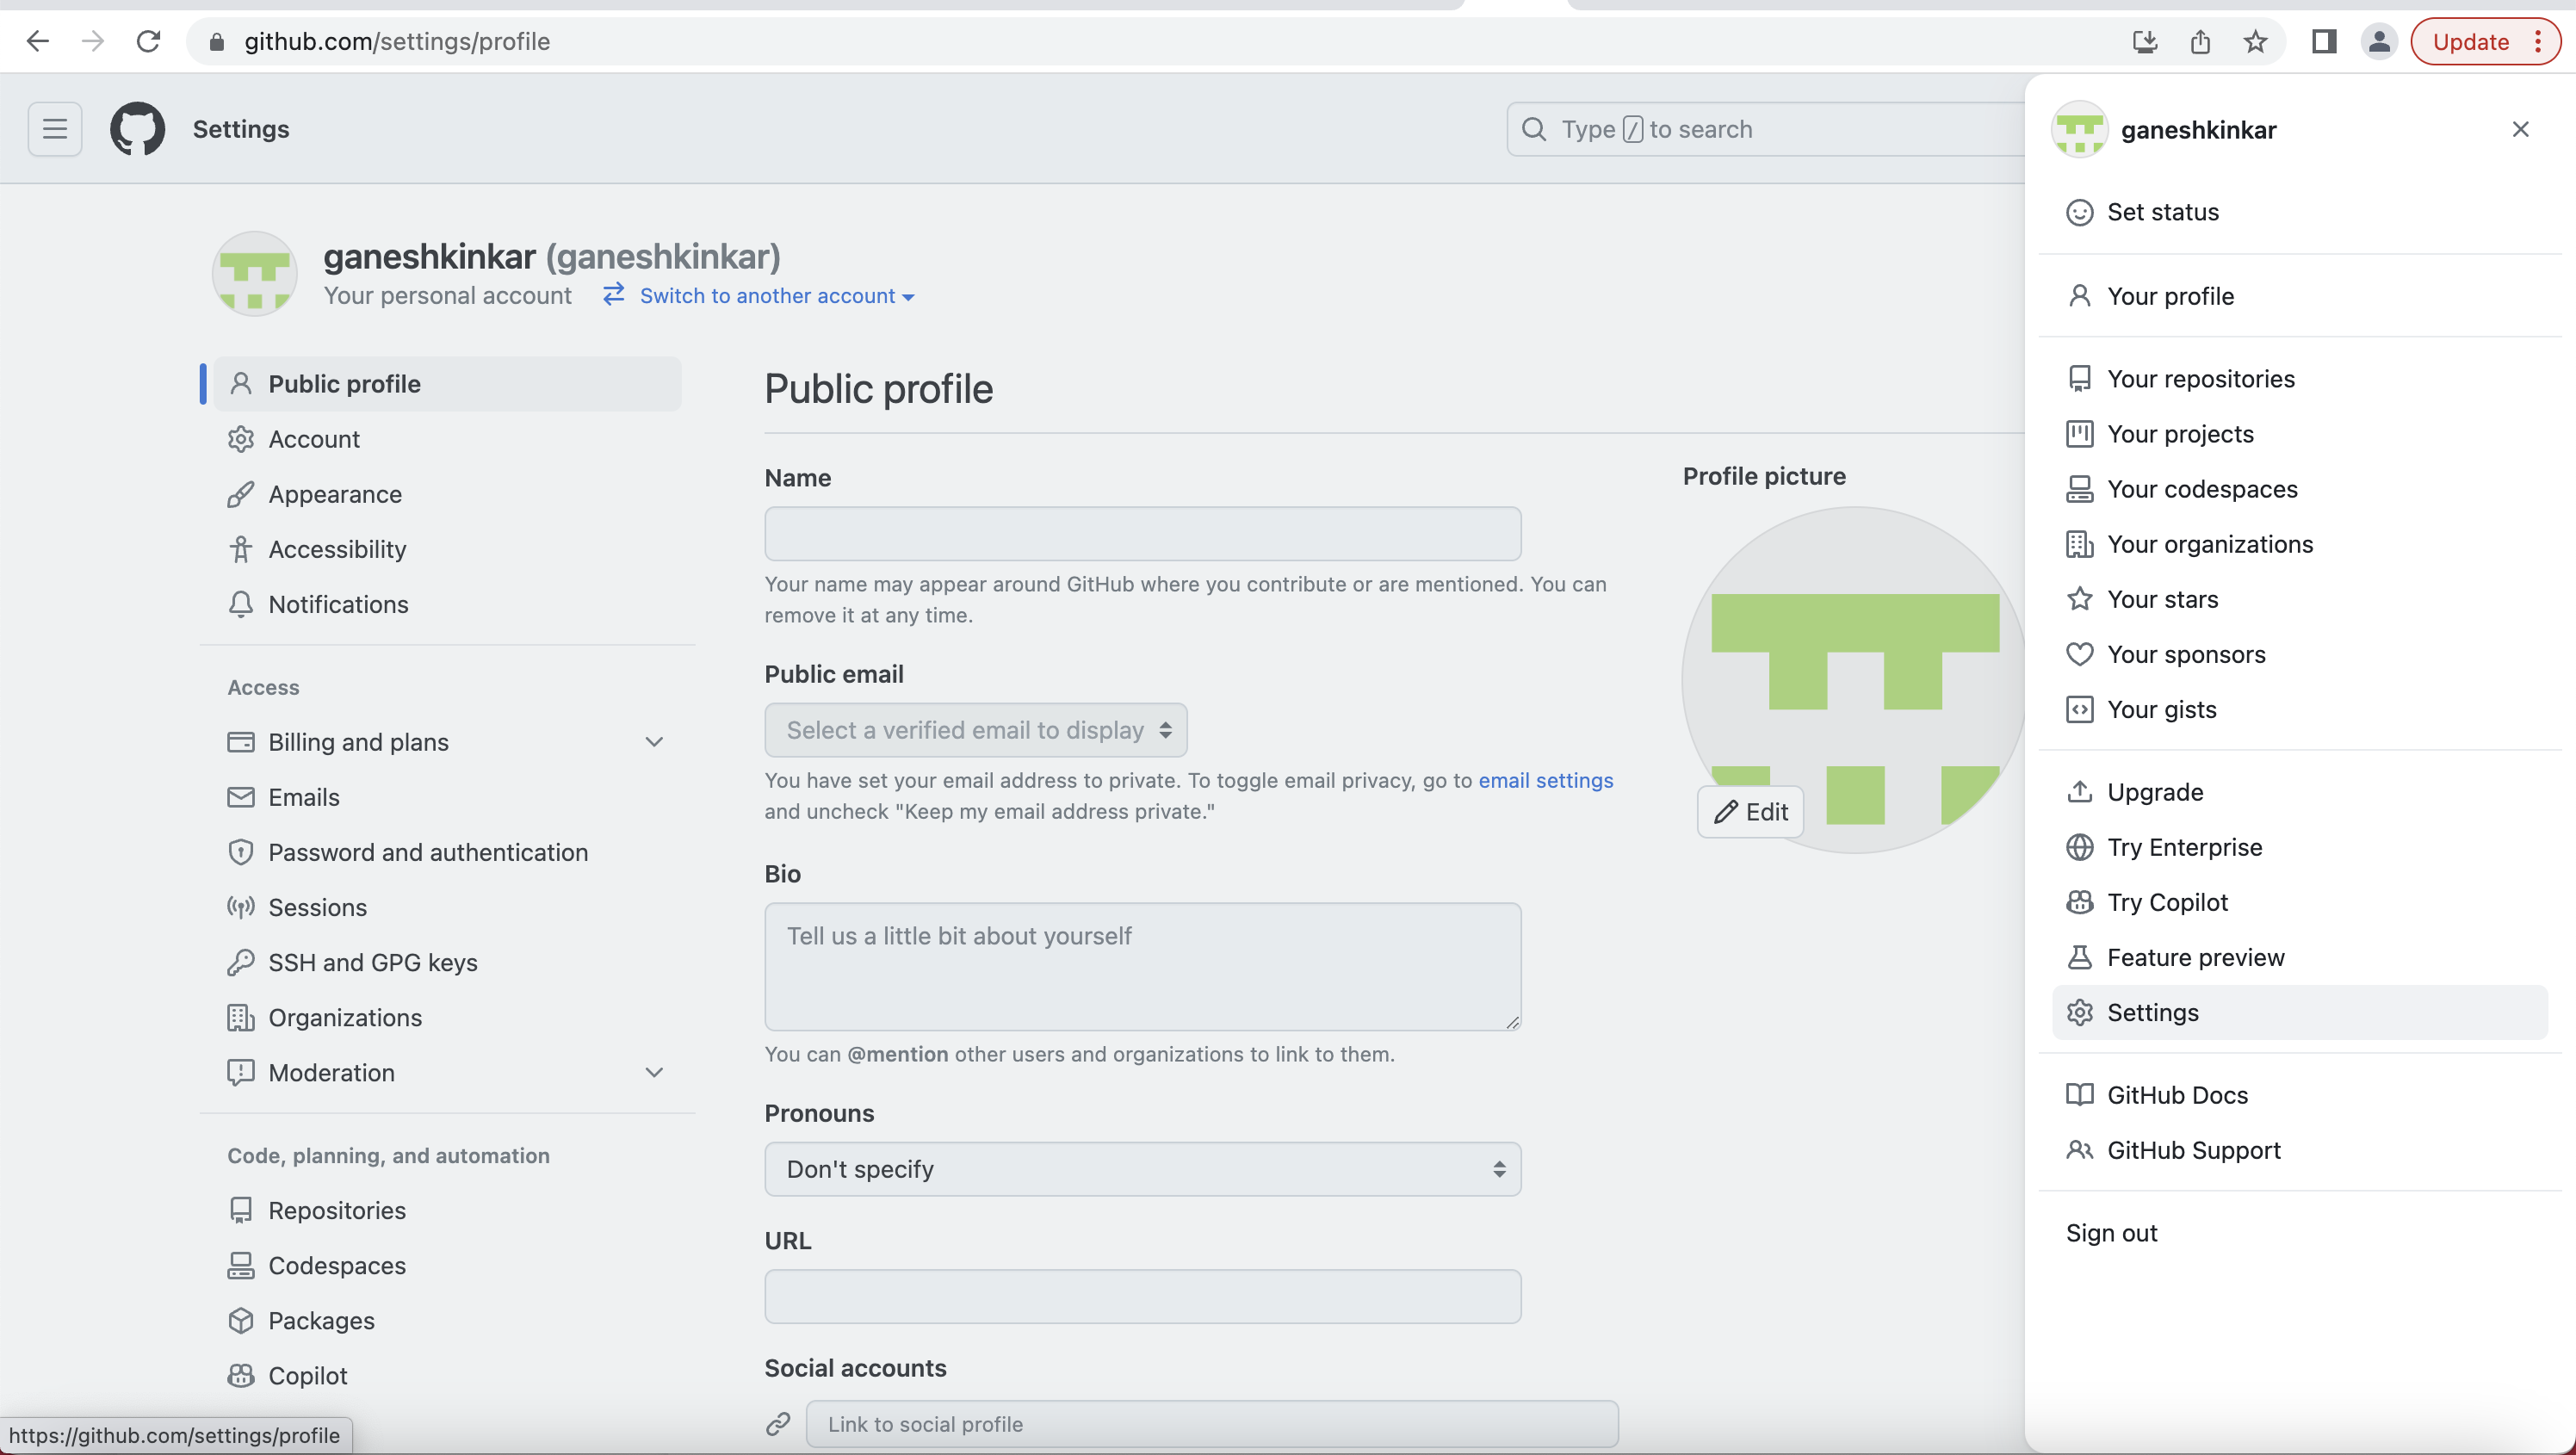 github.com/settings/profile
Update
Settings
Type / to search
ganeshkinkar (ganeshkinkar)
Your personal account
Switch to another account
Public profile
Account
Appearance
Accessibility
Notifications
Access
Billing and plans
Emails
Password and authentication
Sessions
SSH and GPG keys
Organizations
Moderation
Code, planning, and automation
Repositories
Codespaces
Packages
Copilot
https://github.com/settings/profile
Public profile
Name
Your name may appear around GitHub where you contribute or are mentioned. You can
remove it at any time.
Public email
Select a verified email to display
You have set your email address to private. To toggle email privacy, go to email settings
and uncheck "Keep my email address private."
Bio
Tell us a little bit about yourself
You can @mention other users and organizations to link to them.
Pronouns
Don't specify
URL
Social accounts
Link to social profile
Profile picture
Edit
ganeshkinkar
Set status
Your profile
Your repositories
Your projects
Your codespaces
Your organizations
Your stars
Your sponsors
Your gists
Upgrade
Try Enterprise
Try Copilot
Feature preview
Settings
GitHub Docs
GitHub Support
Sign out